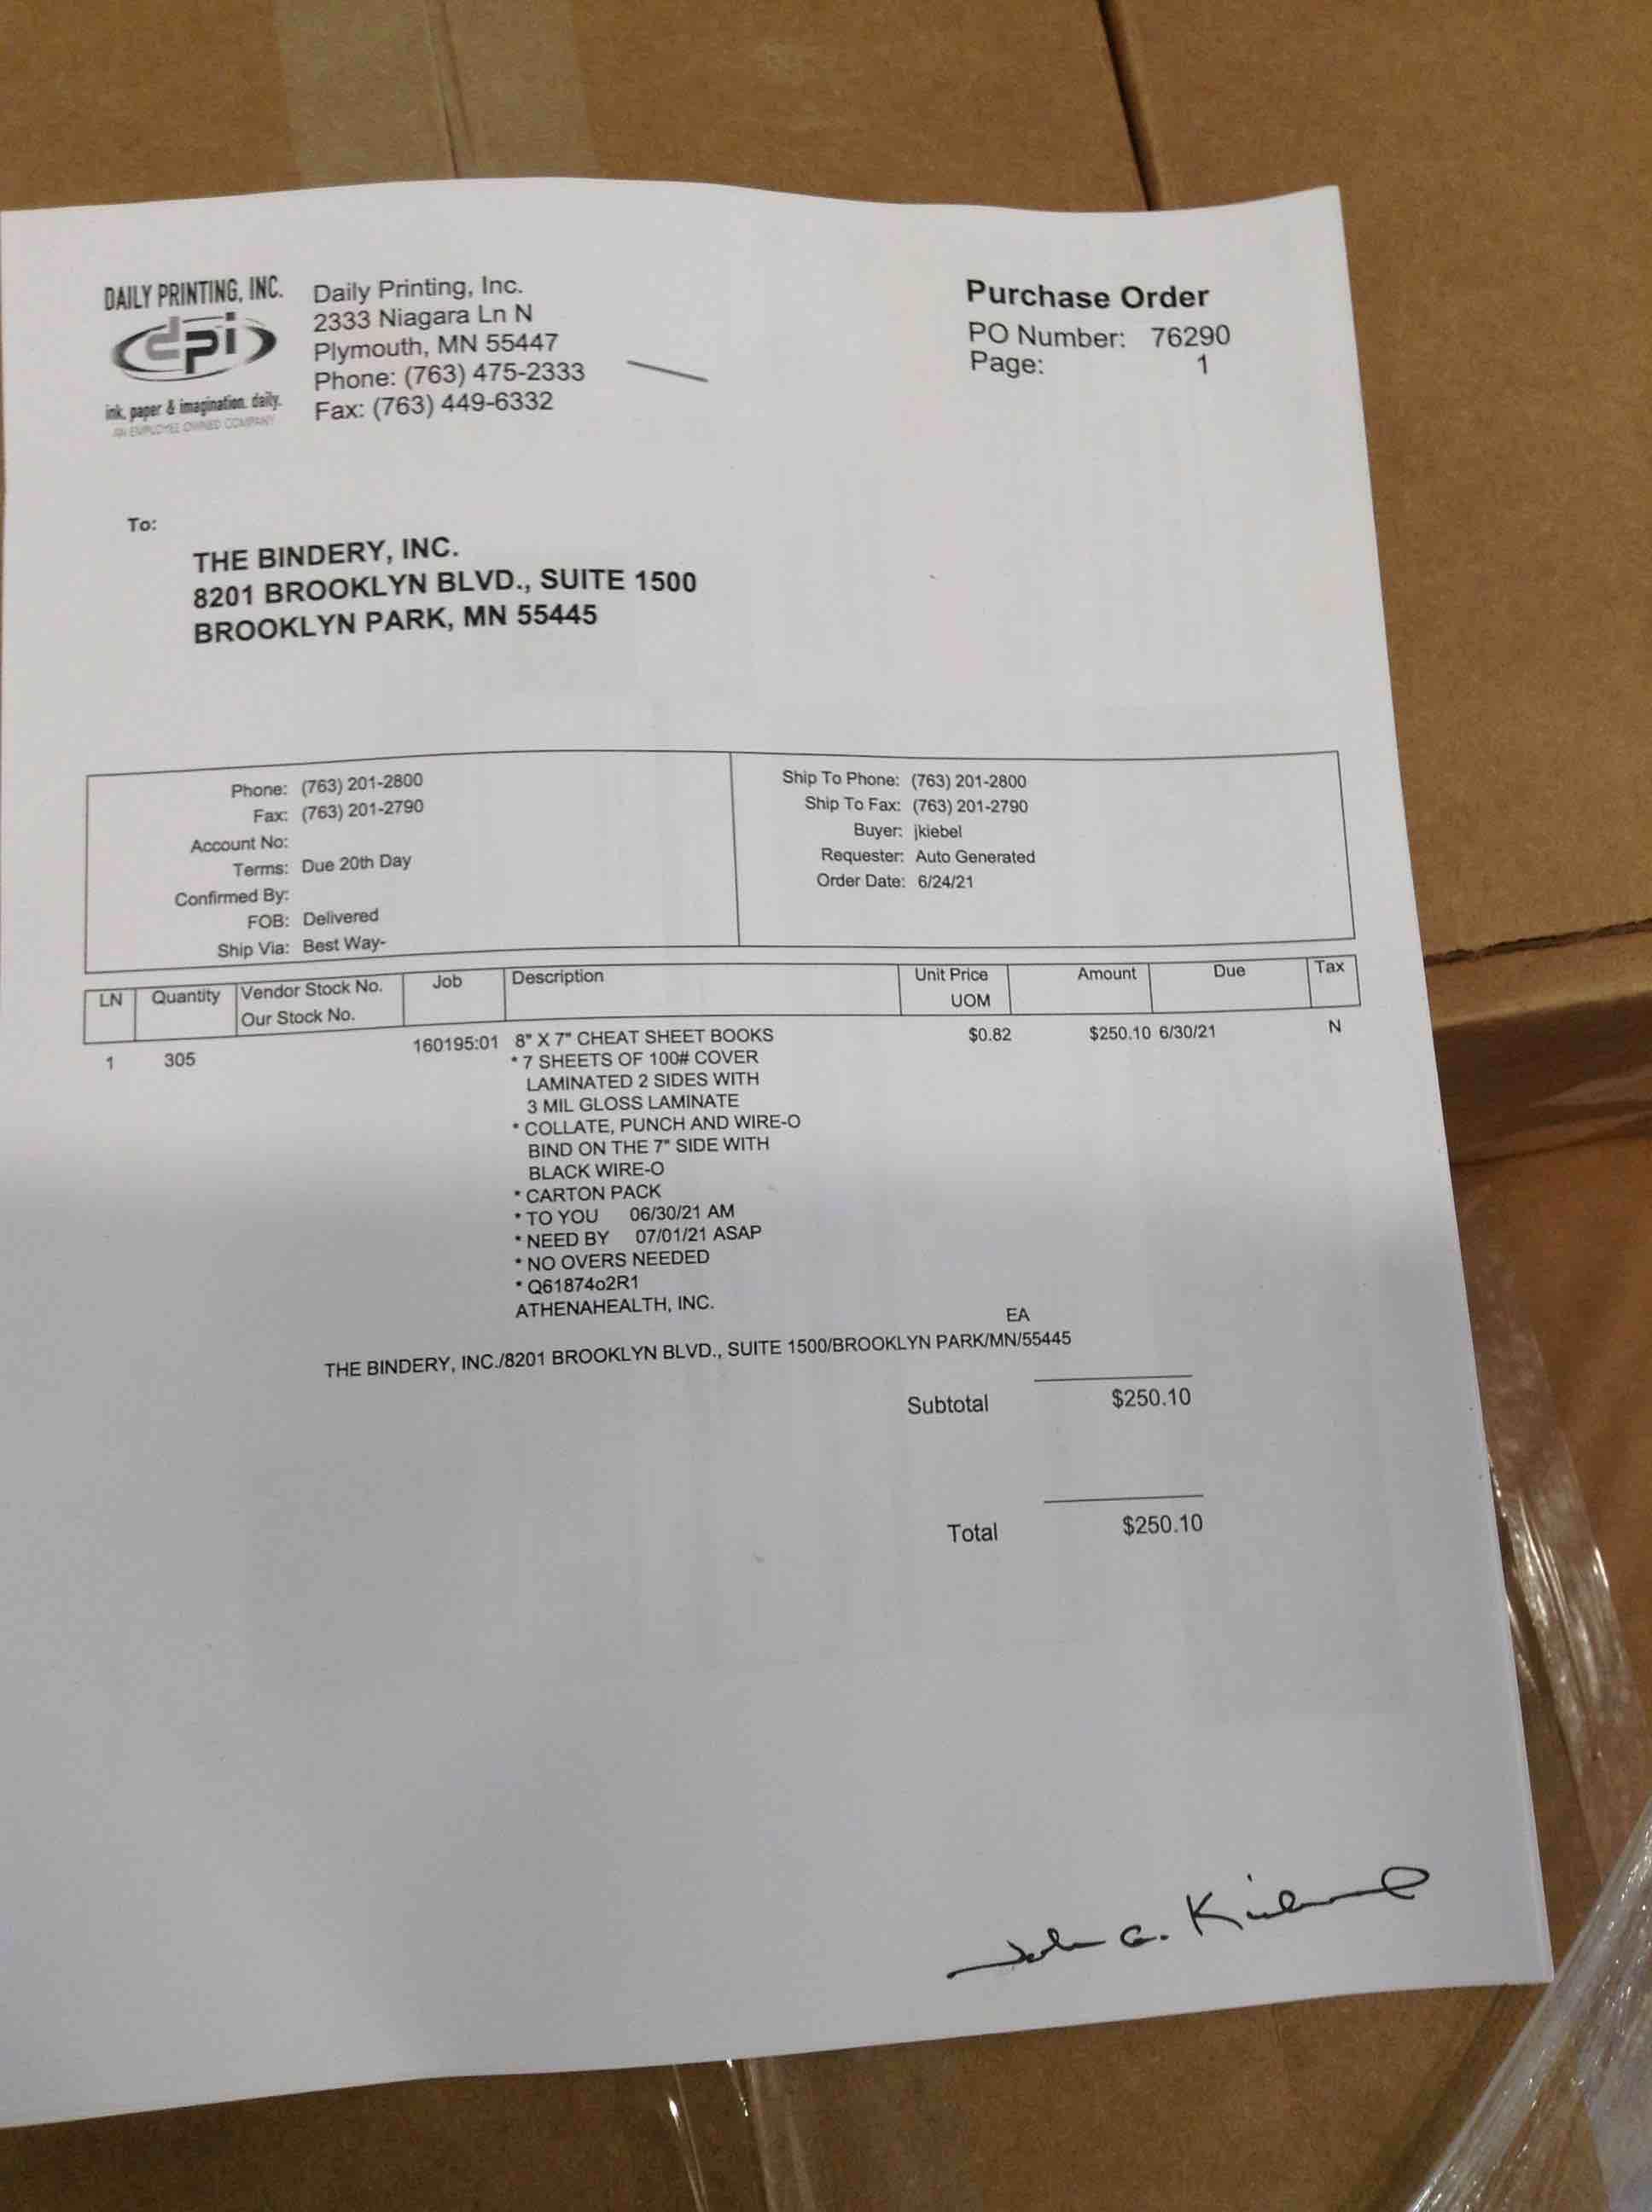 DAILY PRINTING, INC.
dpi
ink, paper & imagination. daily.
AN EMPLOYEE OWNED COMPANY
Daily Printing, Inc.
2333 Niagara Ln N
Plymouth, MN 55447
Phone: (763) 475-2333
Fax: (763) 449-6332
Purchase Order
PO Number: 76290
Page: 1
To:
THE BINDERY, INC.
8201 BROOKLYN BLVD., SUITE 1500
BROOKLYN PARK, MN 55445
Phone: (763) 201-2800
Fax: (763) 201-2790
Account No:
Terms: Due 20th Day
Confirmed By:
FOB: Delivered
Ship Via: Best Way-
Ship To Phone: (763) 201-2800
Ship To Fax: (763) 201-2790
Buyer: jkiebel
Requester: Auto Generated
Order Date: 6/24/21
LN Quantity Vendor Stock No. Job Description Unit Price Amount Due Tax
Our Stock No. UOM
1 305 160195:01 8" X 7" CHEAT SHEET BOOKS $0.82 $250.10 6/30/21 N
* 7 SHEETS OF 100# COVER
LAMINATED 2 SIDES WITH
3 MIL GLOSS LAMINATE
* COLLATE, PUNCH AND WIRE-O
BIND ON THE 7" SIDE WITH
BLACK WIRE-O
* CARTON PACK
* TO YOU 06/30/21 AM
* NEED BY 07/01/21 ASAP
* NO OVERS NEEDED
* Q61874o2R1
ATHENAHEALTH, INC.
EA
THE BINDERY, INC./8201 BROOKLYN BLVD., SUITE 1500/BROOKLYN PARK/MN/55445
Subtotal $250.10
Total $250.10